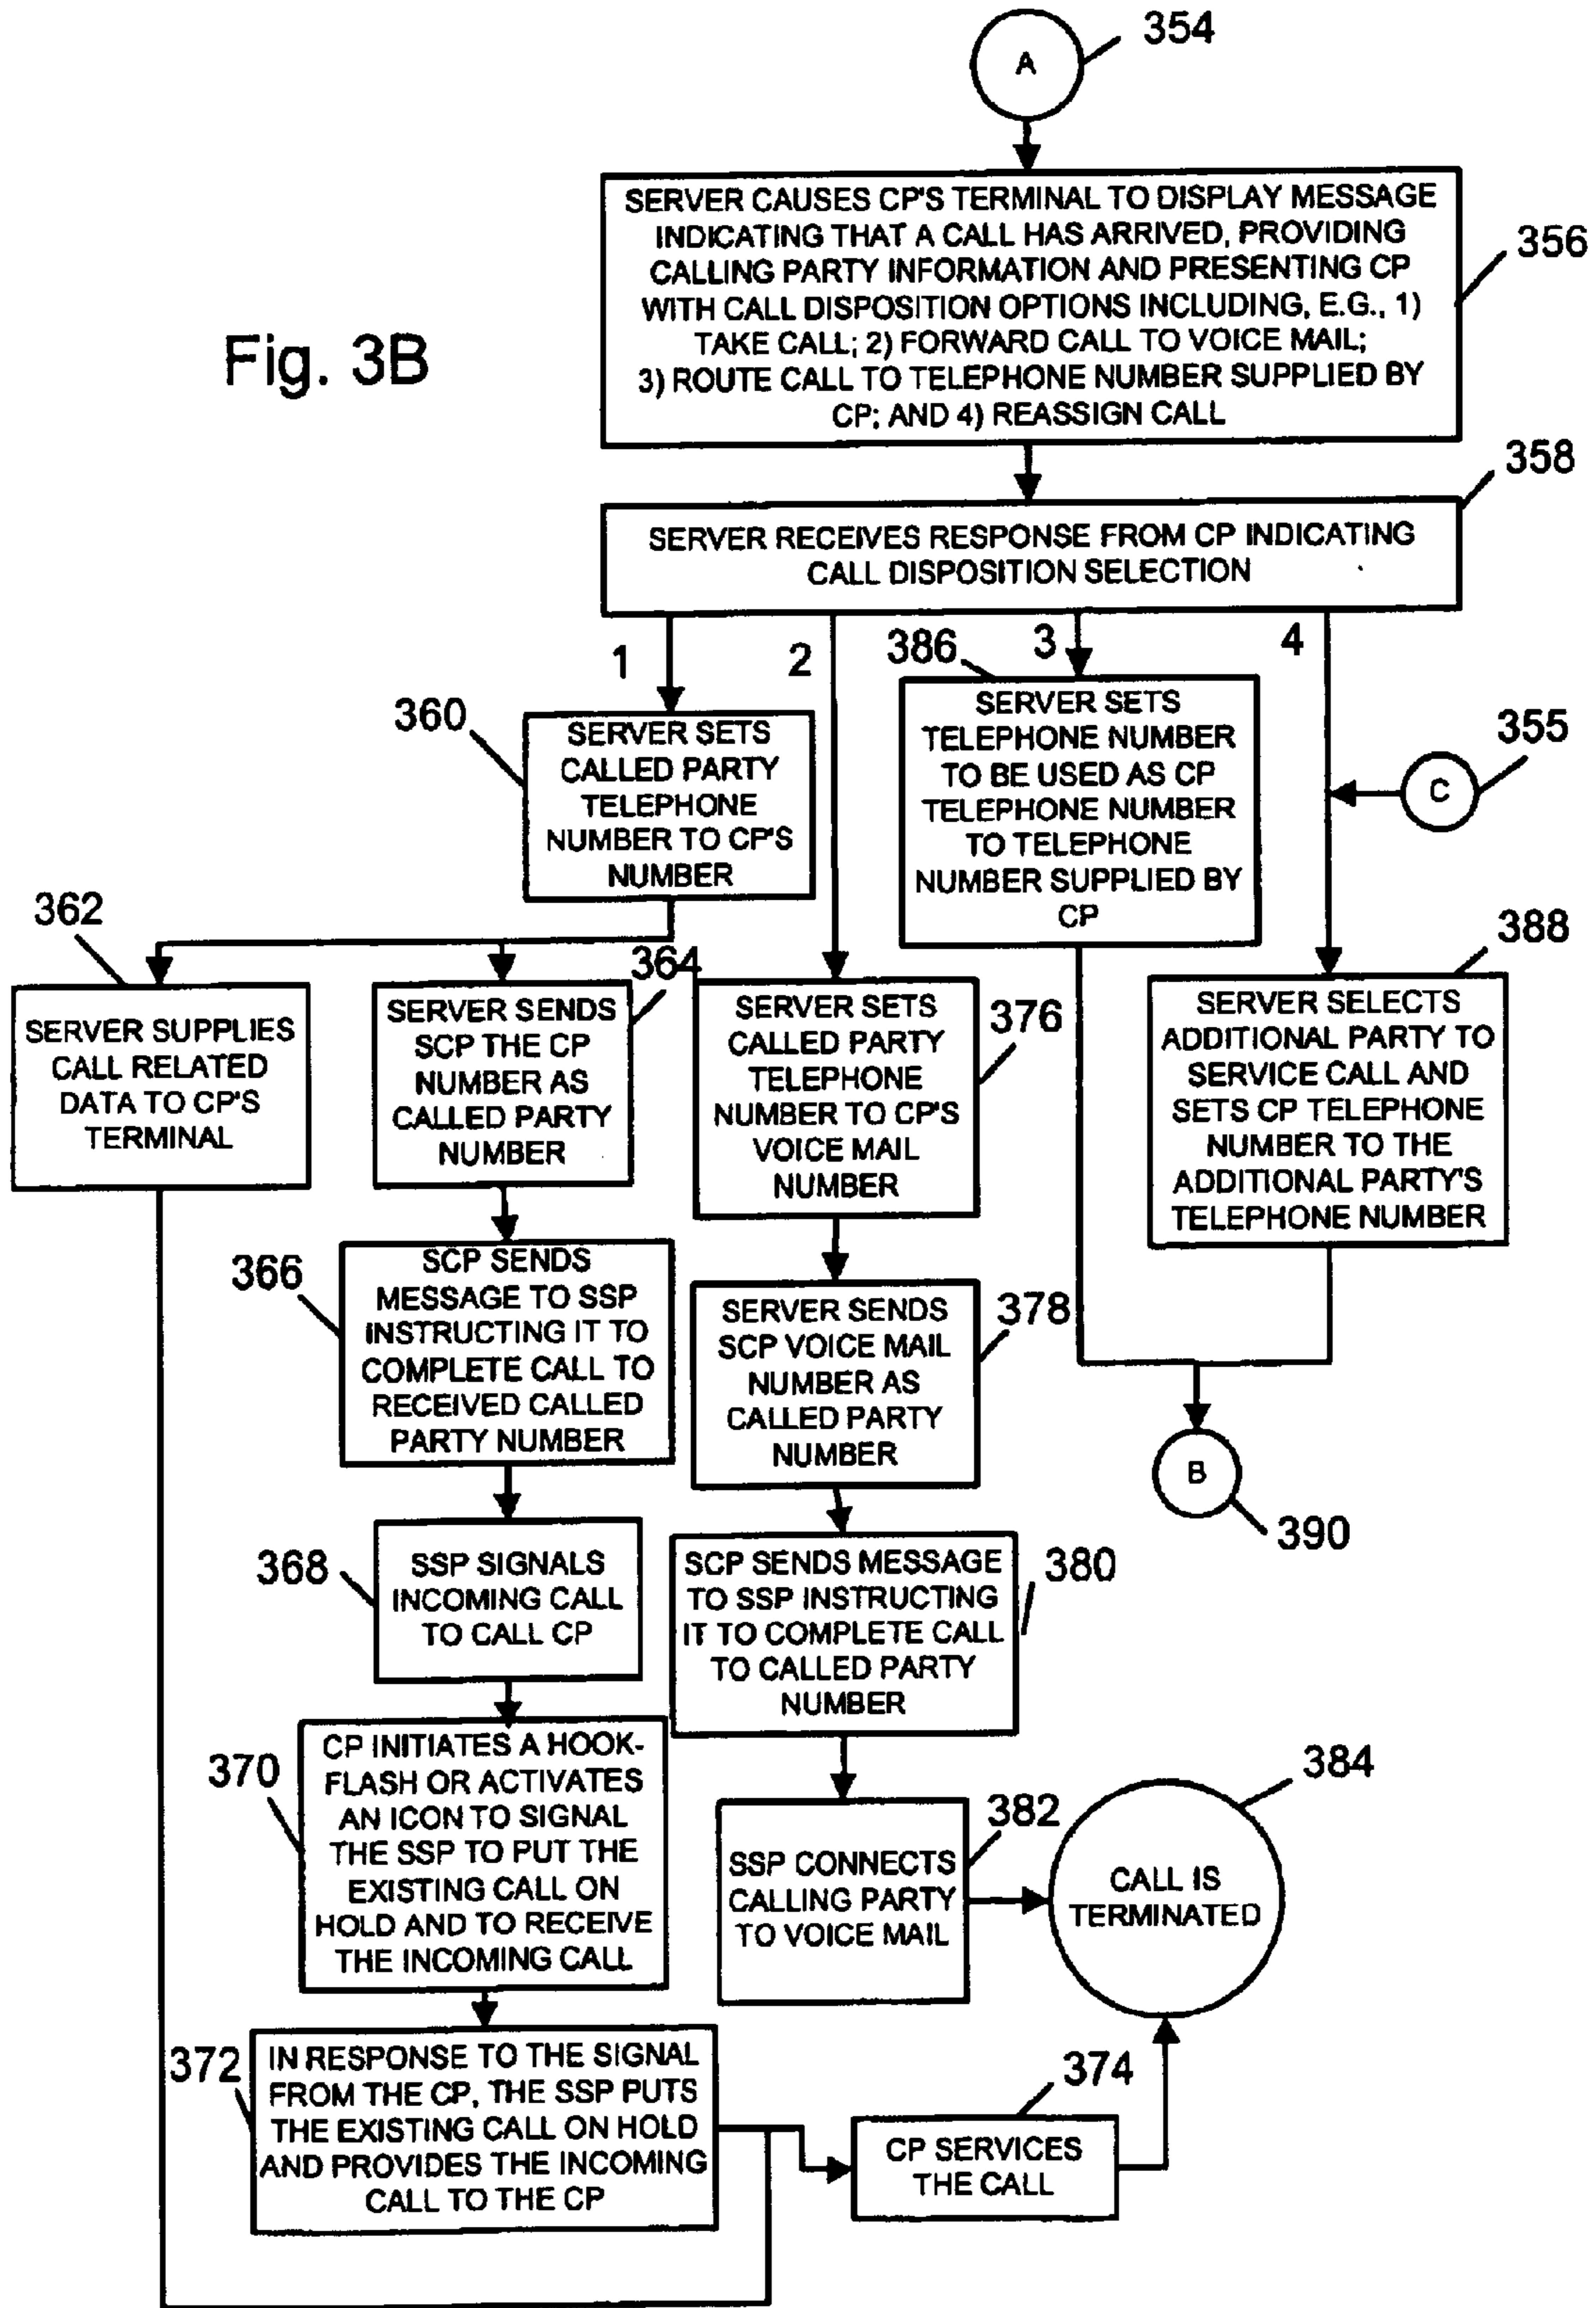 354
A
SERVER CAUSES CP'S TERMINAL TO DISPLAY MESSAGE
INDICATING THAT A CALL HAS ARRIVED, PROVIDING
CALLING PARTY INFORMATION AND PRESENTING CP
WITH CALL DISPOSITION OPTIONS INCLUDING, E.G., 1)
TAKE CALL; 2) FORWARD CALL TO VOICE MAIL;
3) ROUTE CALL TO TELEPHONE NUMBER SUPPLIED BY
CP; AND 4) REASSIGN CALL
356
Fig. 3B
358
SERVER RECEIVES RESPONSE FROM CP INDICATING
CALL DISPOSITION SELECTION
1
2
386
3
4
360
SERVER SETS
CALLED PARTY
TELEPHONE
NUMBER TO CP'S
NUMBER
SERVER SETS
TELEPHONE NUMBER
TO BE USED AS CP
TELEPHONE NUMBER
TO TELEPHONE
NUMBER SUPPLIED BY
CP
355
C
362
SERVER SUPPLIES
CALL RELATED
DATA TO CP'S
TERMINAL
364
SERVER SENDS
SCP THE CP
NUMBER AS
CALLED PARTY
NUMBER
SERVER SETS
CALLED PARTY
TELEPHONE
NUMBER TO CP'S
VOICE MAIL
NUMBER
376
388
SERVER SELECTS
ADDITIONAL PARTY TO
SERVICE CALL AND
SETS CP TELEPHONE
NUMBER TO THE
ADDITIONAL PARTY'S
TELEPHONE NUMBER
366
SCP SENDS
MESSAGE TO SSP
INSTRUCTING IT TO
COMPLETE CALL TO
RECEIVED CALLED
PARTY NUMBER
SERVER SENDS
SCP VOICE MAIL
NUMBER AS
CALLED PARTY
NUMBER
378
B
390
368
SSP SIGNALS
INCOMING CALL
TO CALL CP
SCP SENDS MESSAGE
TO SSP INSTRUCTING
IT TO COMPLETE CALL
TO CALLED PARTY
NUMBER
380
370
CP INITIATES A HOOK-
FLASH OR ACTIVATES
AN ICON TO SIGNAL
THE SSP TO PUT THE
EXISTING CALL ON
HOLD AND TO RECEIVE
THE INCOMING CALL
382
SSP CONNECTS
CALLING PARTY
TO VOICE MAIL
384
CALL IS
TERMINATED
372
IN RESPONSE TO THE SIGNAL
FROM THE CP, THE SSP PUTS
THE EXISTING CALL ON HOLD
AND PROVIDES THE INCOMING
CALL TO THE CP
374
CP SERVICES
THE CALL